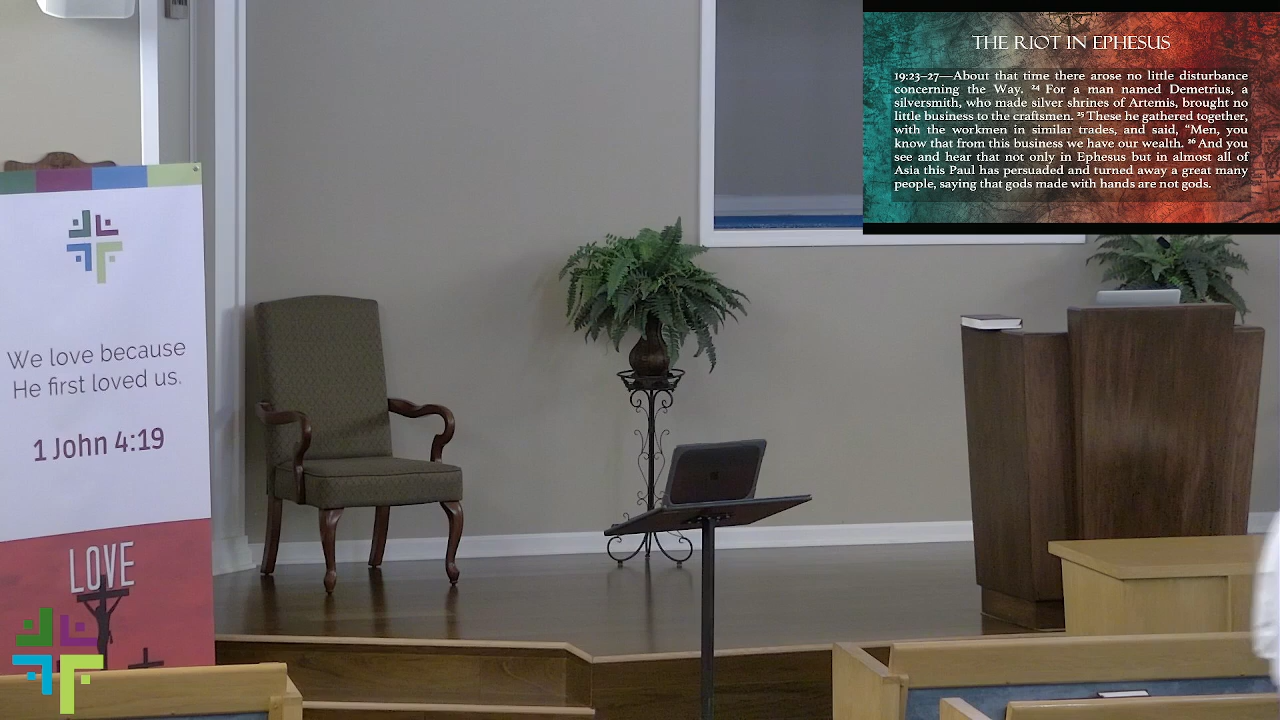 THE RIOT IN EPHESUS
19:23–27—About that time there arose no little disturbance
concerning the Way. 24 For a man named Demetrius, a
silversmith, who made silver shrines of Artemis, brought no
little business to the craftsmen. 25 These he gathered together,
with the workmen in similar trades, and said, “Men, you
know that from this business we have our wealth. 26 And you
see and hear that not only in Ephesus but in almost all of
Asia this Paul has persuaded and turned away a great many
people, saying that gods made with hands are not gods.
We love because
He first loved us.
1 John 4:19
LOVE